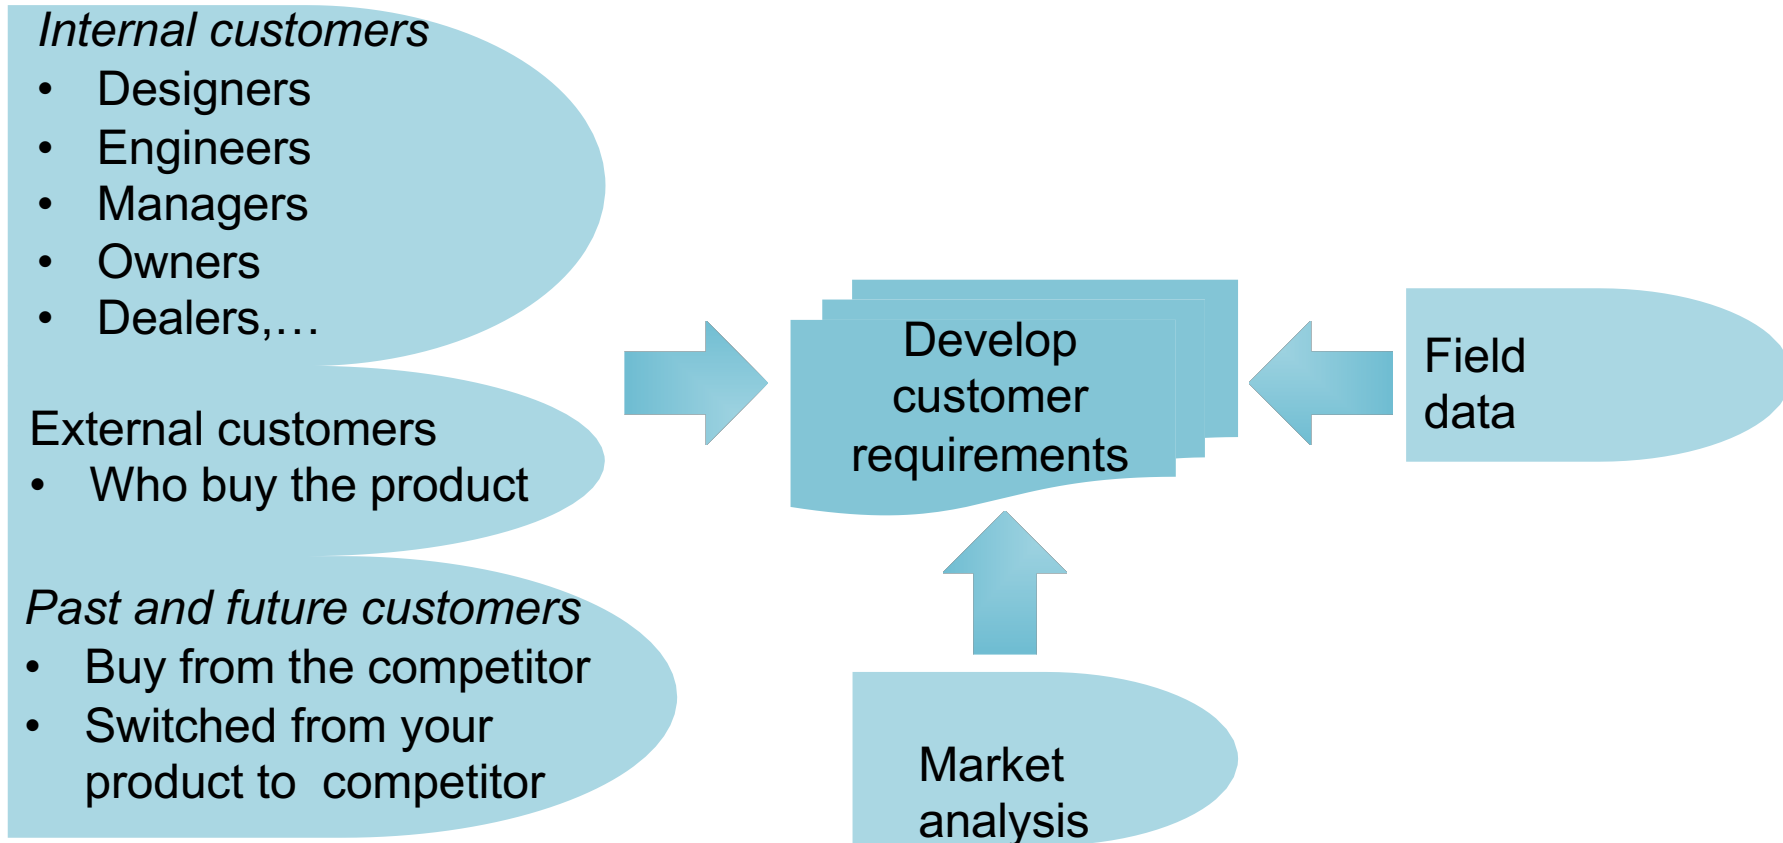 Internal customers
• Designers
• Engineers
• Managers
• Owners
• Dealers,…
External customers
• Who buy the product
Past and future customers
• Buy from the competitor
• Switched from your
product to  competitor
Develop
customer
requirements
Market
analysis
Field
data